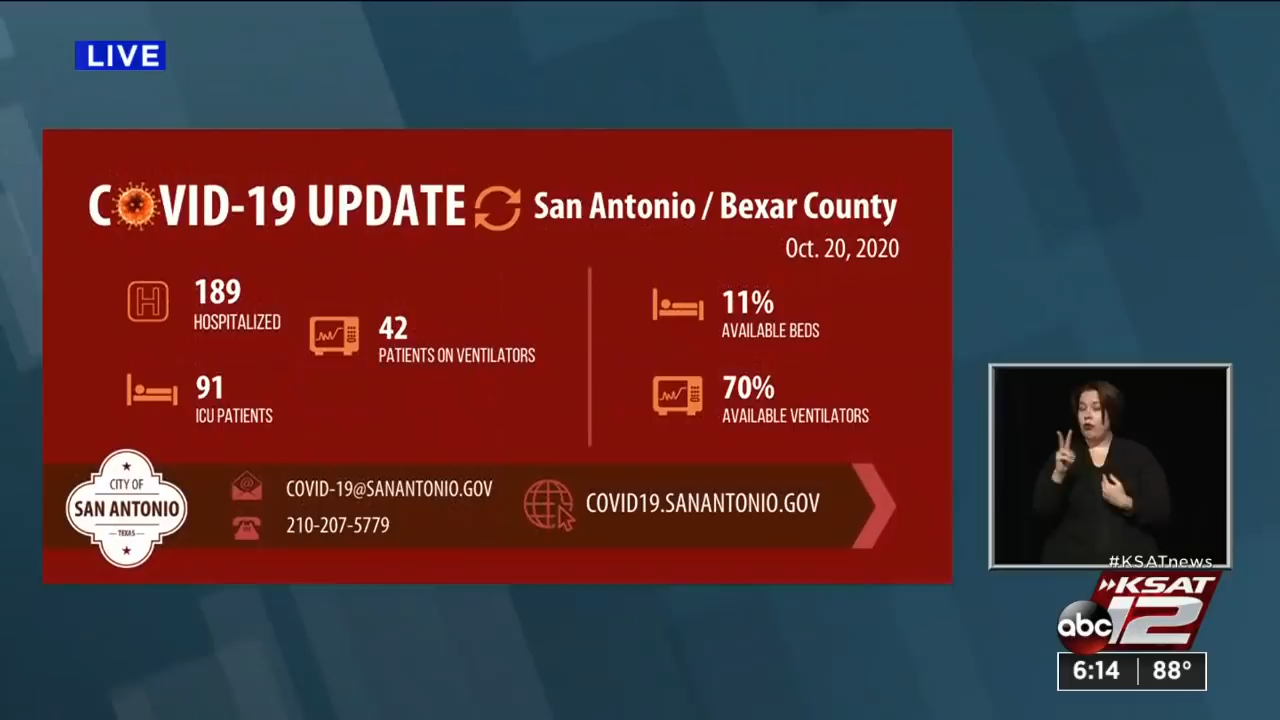 LIVE
COVID-19 UPDATE
San Antonio / Bexar County
Oct. 20, 2020
189
HOSPITALIZED
42
PATIENTS ON VENTILATORS
91
ICU PATIENTS
11%
AVAILABLE BEDS
70%
AVAILABLE VENTILATORS
CITY OF
SAN ANTONIO
TEXAS
@
COVID-19@SANANTONIO.GOV
210-207-5779
COVID19.SANANTONIO.GOV
#KSATnews
KSAT
abc 12
6:14 88°